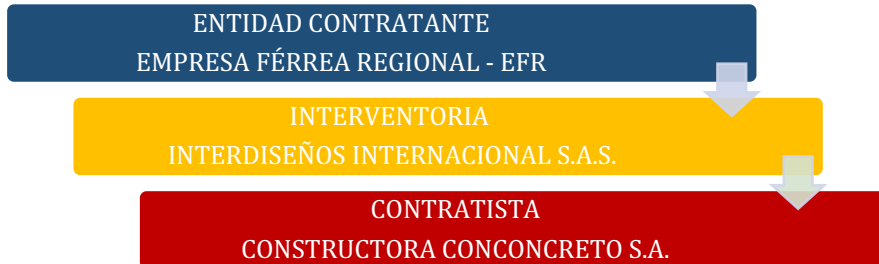 ENTIDAD CONTRATANTE
EMPRESA FÉRREA REGIONAL - EFR
INTERVENTORIA
INTERDISEÑOS INTERNACIONAL S.A.S.
CONTRATISTA
CONSTRUCTORA CONCONCRETO S.A.